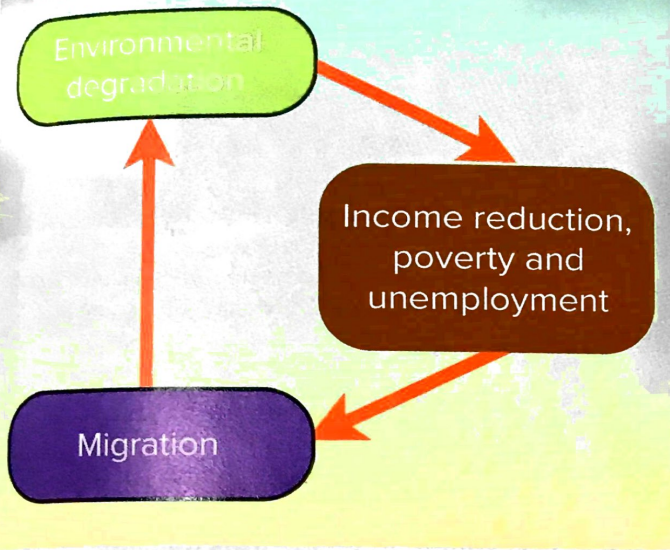 Environmental
degradation
Income reduction,
poverty and
unemployment
Migration